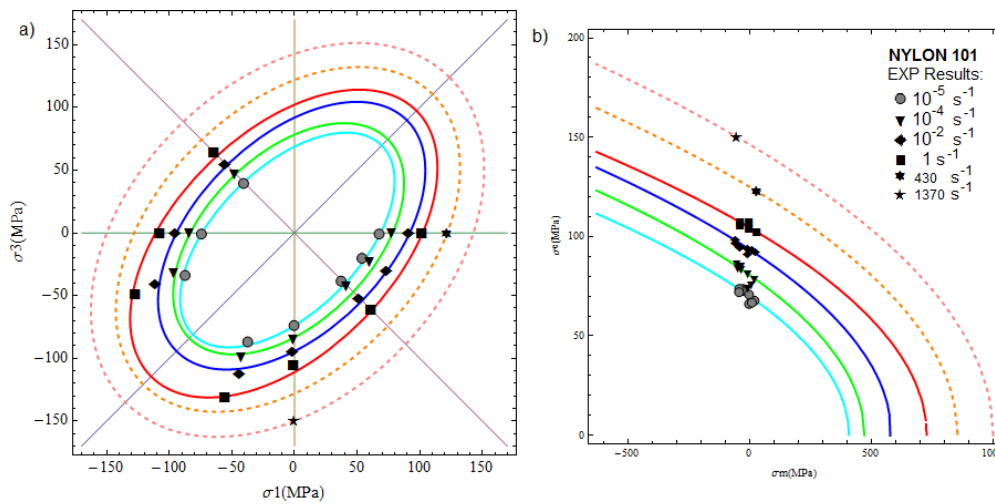 a)
σ3(MPa)
150
100
50
0
−50
−100
−150
−150 −100 −50 0 50 100 150
σ1(MPa)
b)
200
150
100
50
0
−500 0 500 1000
σm(MPa)
NYLON 101
EXP Results:
10⁻⁵ s⁻¹
10⁻⁴ s⁻¹
10⁻² s⁻¹
1 s⁻¹
430 s⁻¹
1370 s⁻¹